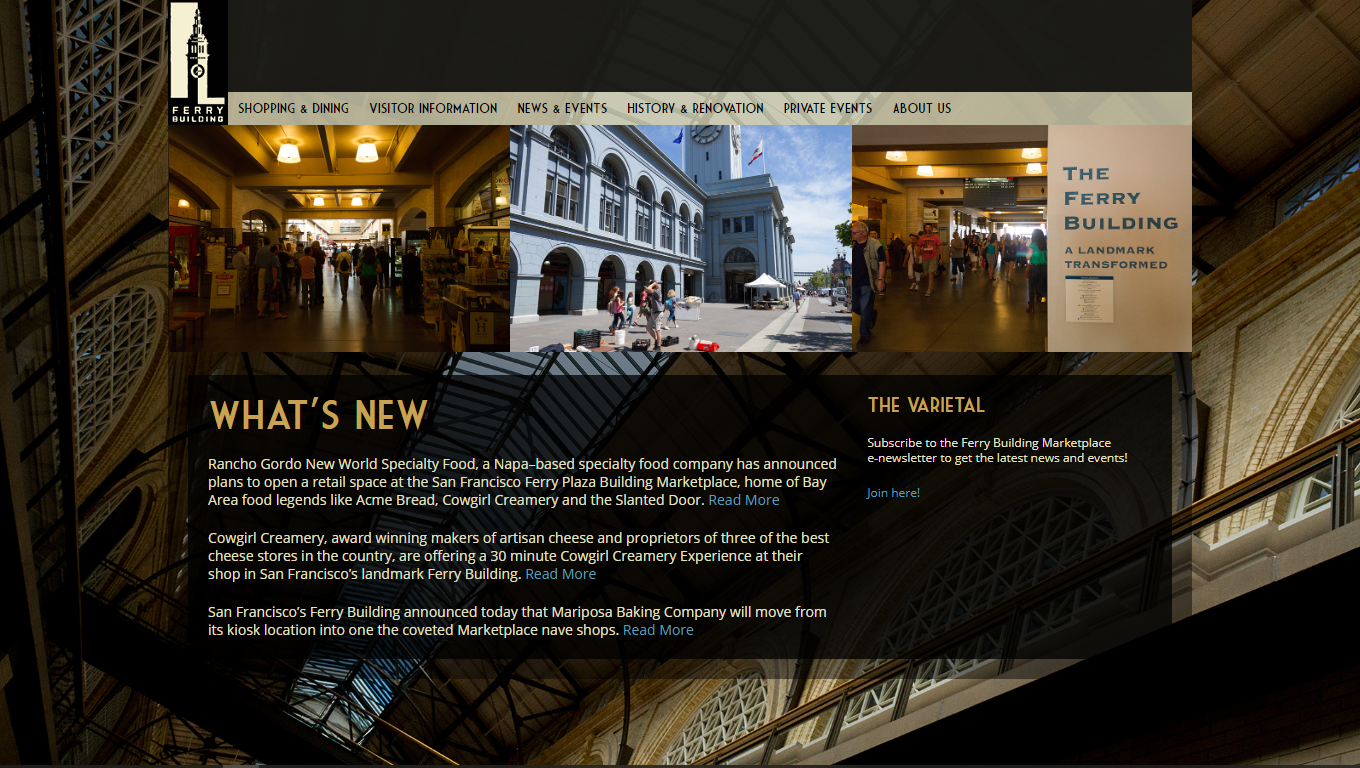 FERRY
BUILDING
SHOPPING & DINING VISITOR INFORMATION NEWS & EVENTS HISTORY & RENOVATION PRIVATE EVENTS ABOUT US
THE
FERRY
BUILDING
A LANDMARK
TRANSFORMED
WHAT'S NEW
Rancho Gordo New World Specialty Food, a Napa–based specialty food company has announced
plans to open a retail space at the San Francisco Ferry Plaza Building Marketplace, home of Bay
Area food legends like Acme Bread, Cowgirl Creamery and the Slanted Door. Read More
Cowgirl Creamery, award winning makers of artisan cheese and proprietors of three of the best
cheese stores in the country, are offering a 30 minute Cowgirl Creamery Experience at their
shop in San Francisco’s landmark Ferry Building. Read More
San Francisco’s Ferry Building announced today that Mariposa Baking Company will move from
its kiosk location into one the coveted Marketplace nave shops. Read More
THE VARIETAL
Subscribe to the Ferry Building Marketplace
e-newsletter to get the latest news and events!
Join here!